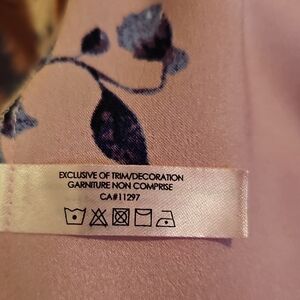 EXCLUSIVE OF TRIM/DECORATION
GARNITURE NON COMPRISE
CA#11297